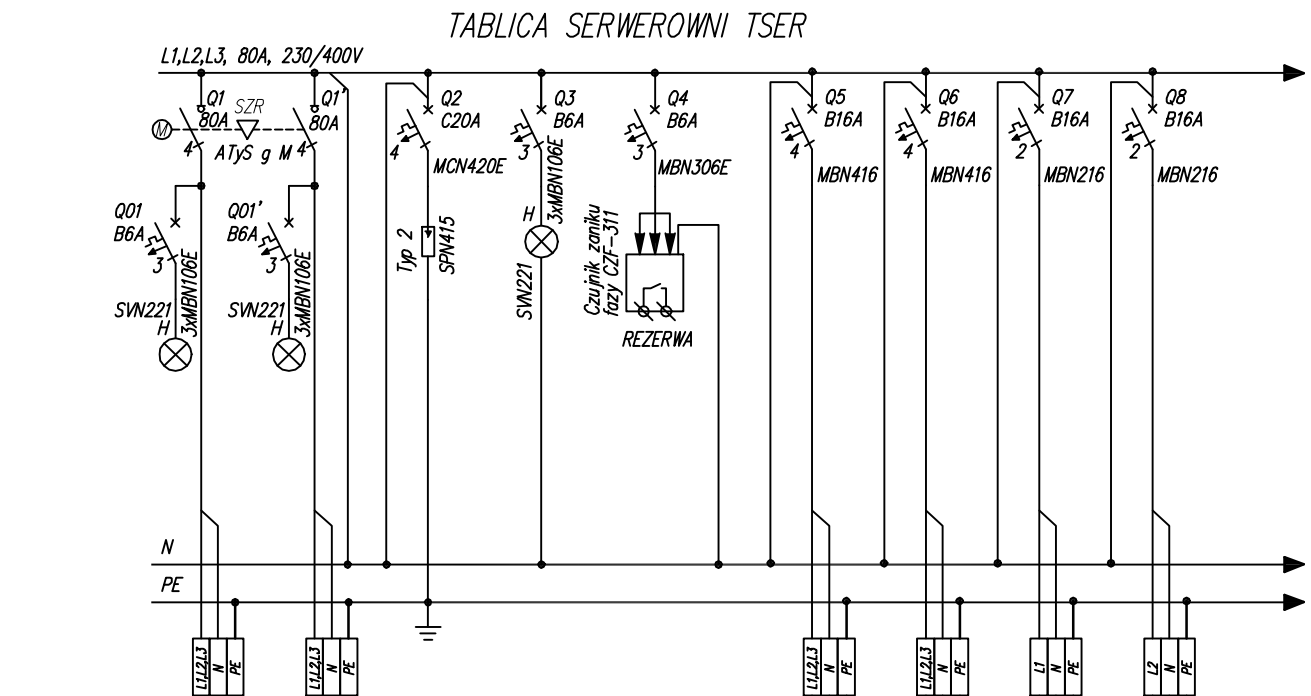 TABLICA SERWEROWNI TSER
L1,L2,L3, 80A, 230/400V
Q1
80A
SZR
Q1'
80A
M
4
ATyS g M
4
Q01
B6A
3
3xMBN106E
SVN221
H
Q01'
B6A
3
3xMBN106E
SVN221
H
Q2
C20A
4
MCN420E
Typ 2
SPN415
Q3
B6A
3
3xMBN106E
H
SVN221
Q4
B6A
3
MBN306E
Czujnik zaniku
fazy CZF-311
REZERWA
Q5
B16A
4
MBN416
Q6
B16A
4
MBN416
Q7
B16A
2
MBN216
Q8
B16A
2
MBN216
N
PE
L1,L2,L3
N
PE
L1,L2,L3
N
PE
L1,L2,L3
N
PE
L1,L2,L3
N
PE
L1
N
PE
L2
N
PE